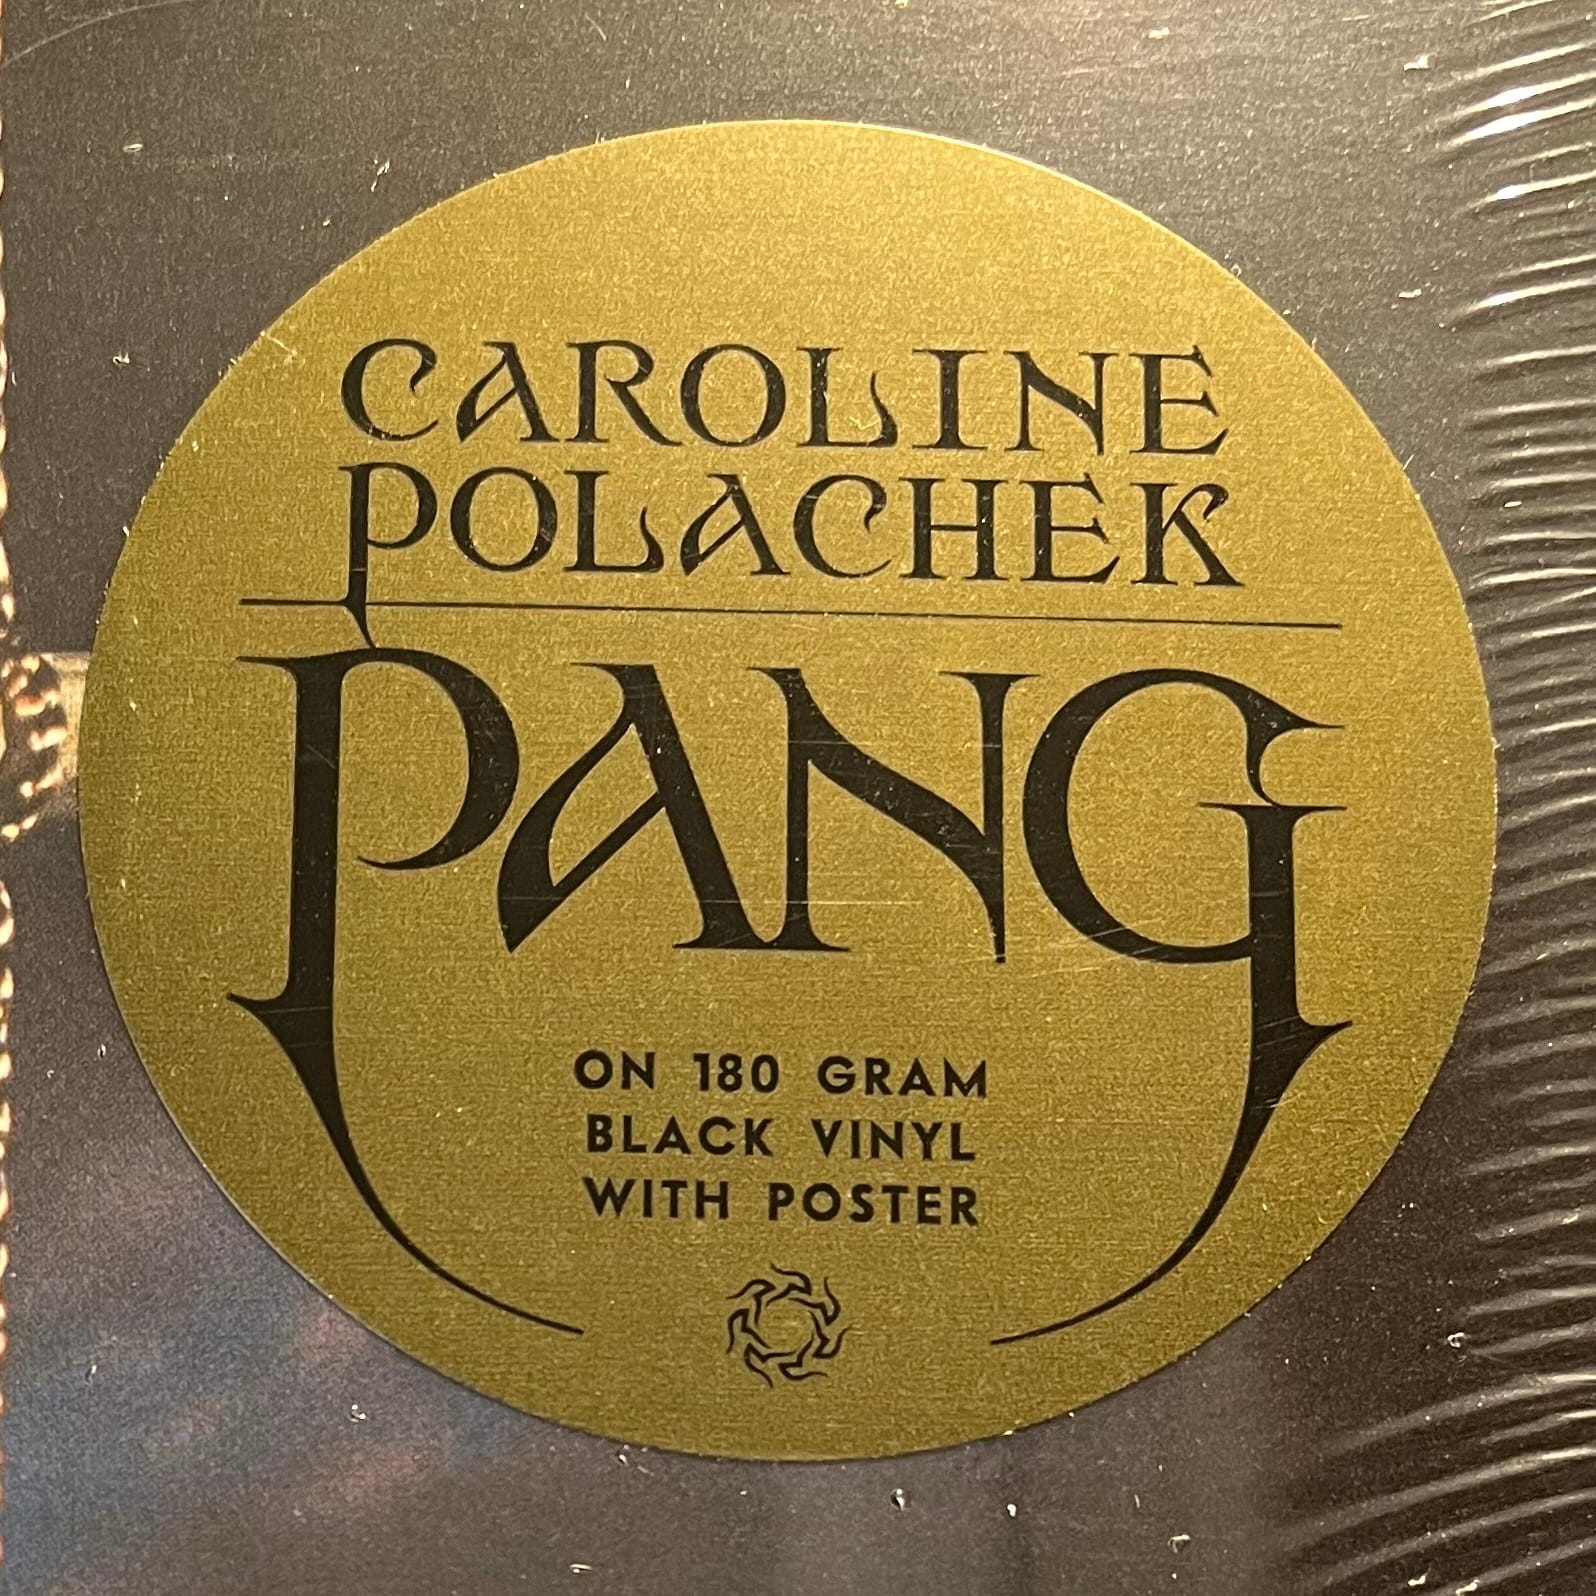 CAROLINE
POLACHEK
PANG
ON 180 GRAM
BLACK VINYL
WITH POSTER